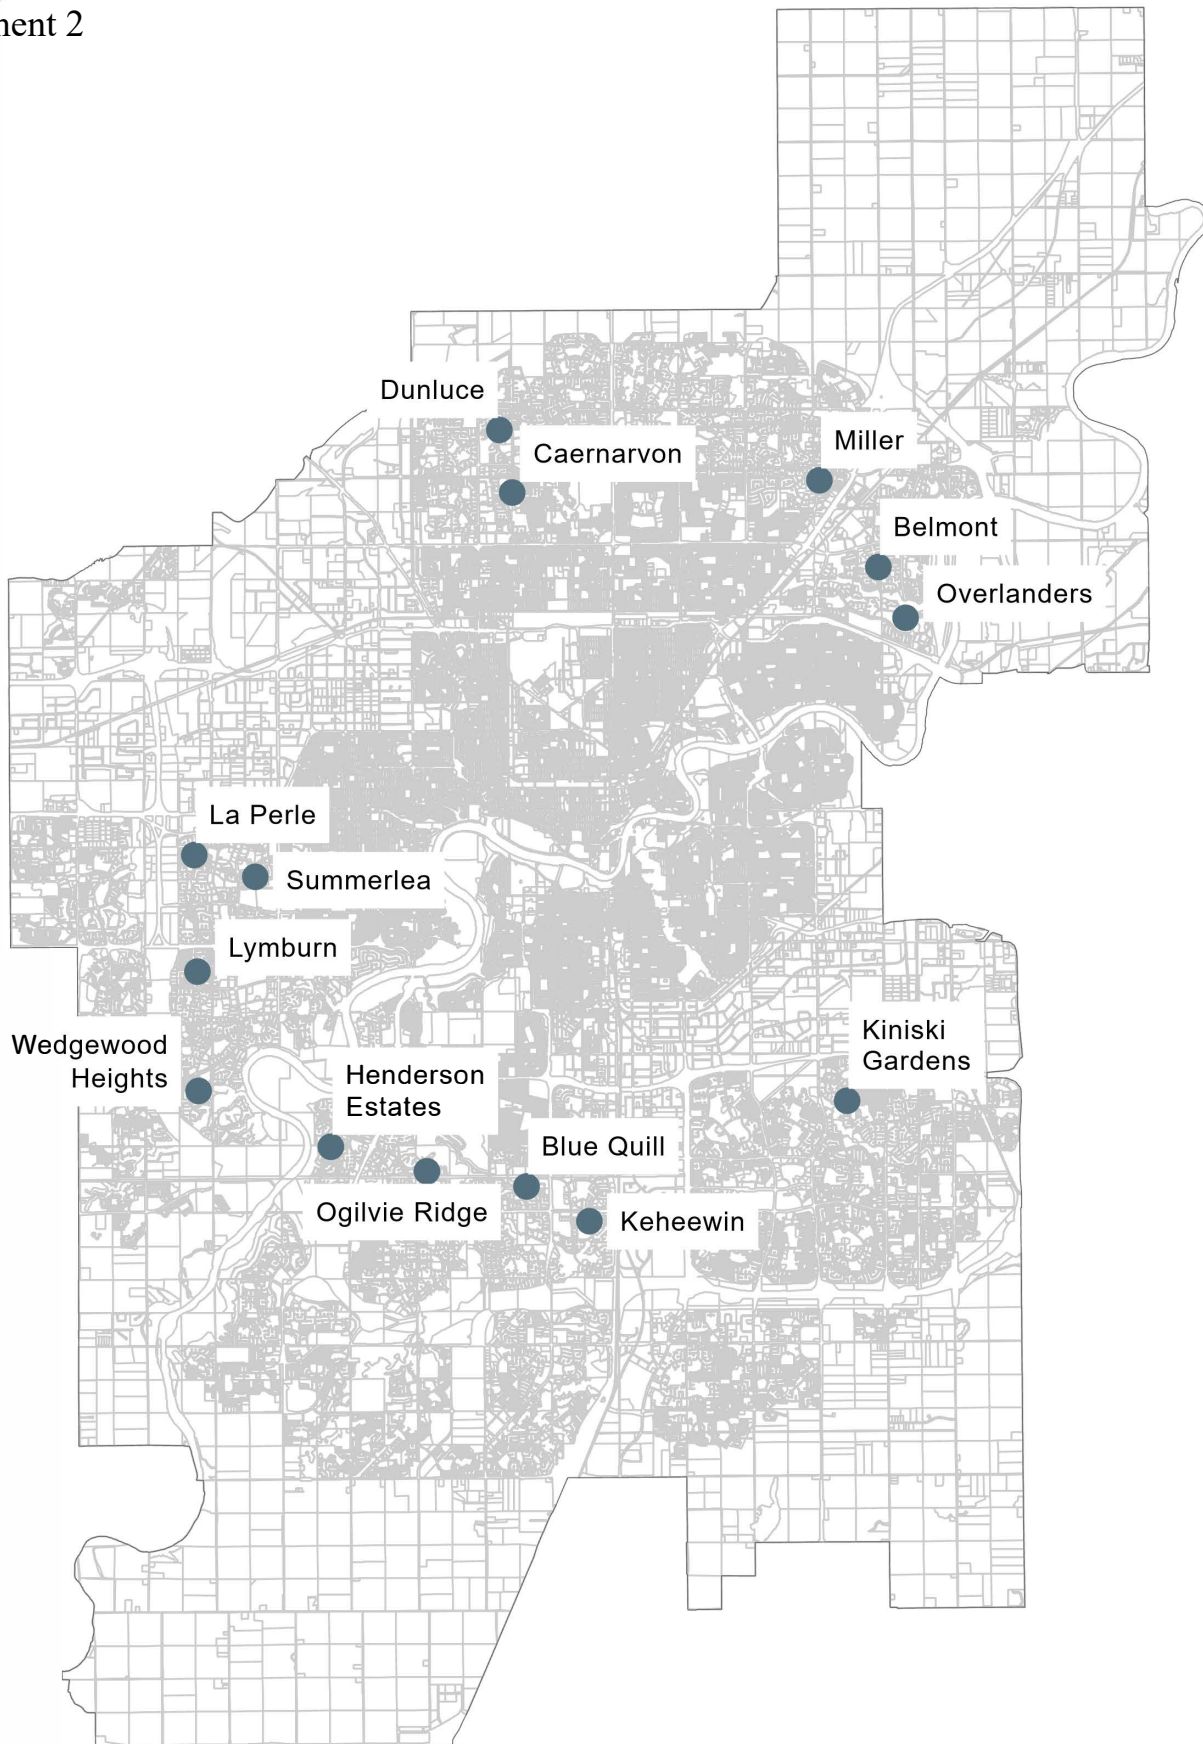 ment 2
Dunluce
Caernarvon
Miller
Belmont
Overlanders
La Perle
Summerlea
Lymburn
Wedgewood
Heights
Henderson
Estates
Kiniski
Gardens
Blue Quill
Ogilvie Ridge
Keheewin